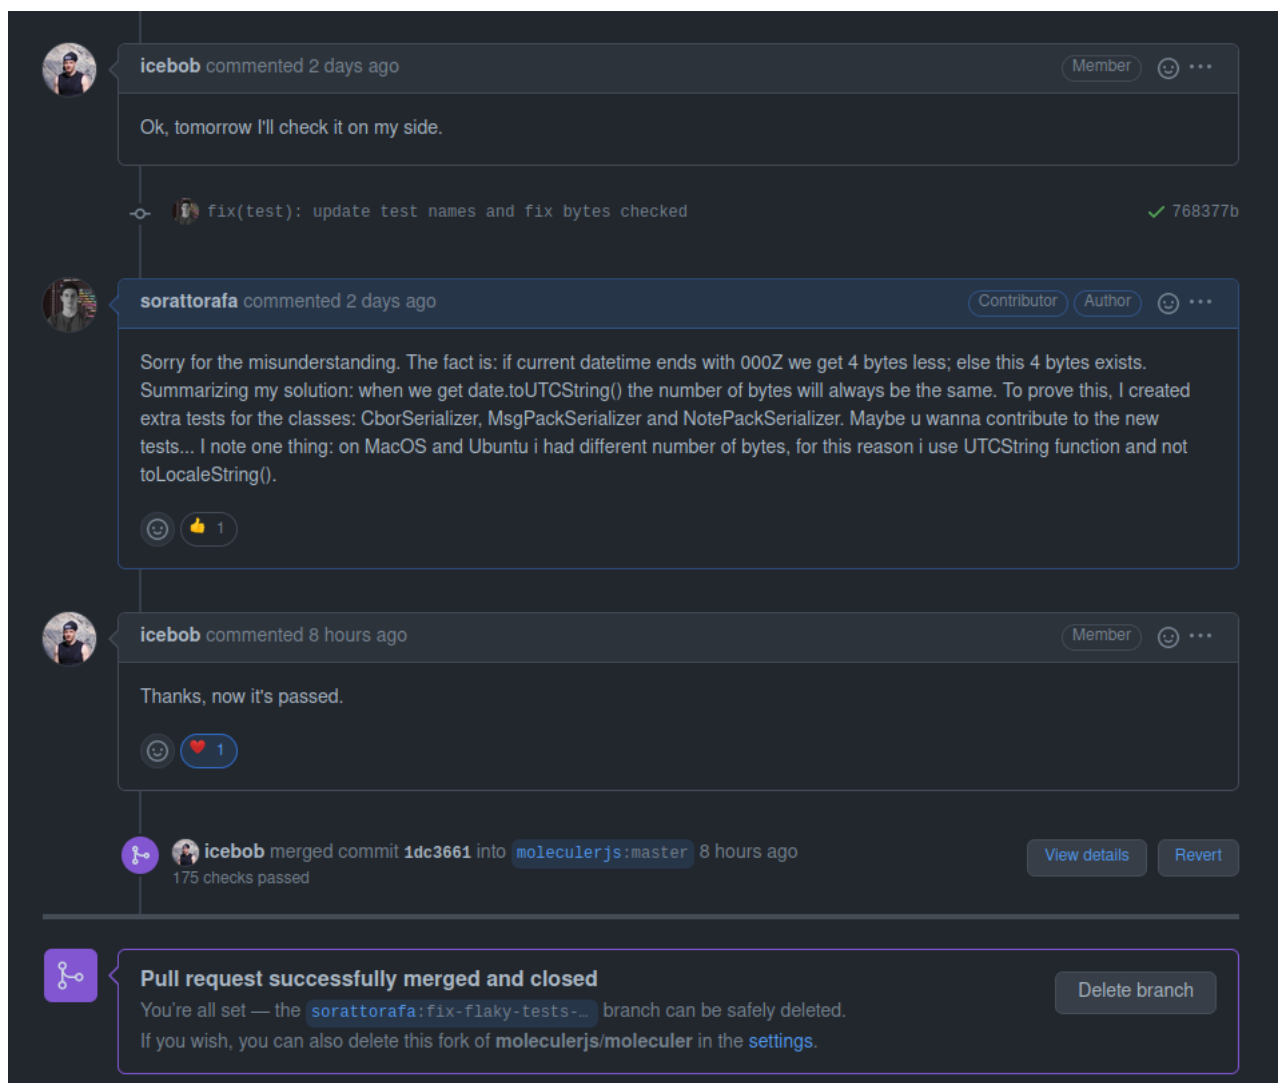 icebob commented 2 days ago Member
Ok, tomorrow I'll check it on my side.
fix(test): update test names and fix bytes checked 768377b
sorattorafa commented 2 days ago Contributor Author
Sorry for the misunderstanding. The fact is: if current datetime ends with 000Z we get 4 bytes less; else this 4 bytes exists.
Summarizing my solution: when we get date.toUTCString() the number of bytes will always be the same. To prove this, I created
extra tests for the classes: CborSerializer, MsgPackSerializer and NotePackSerializer. Maybe u wanna contribute to the new
tests... I note one thing: on MacOS and Ubuntu i had different number of bytes, for this reason i use UTCString function and not
toLocaleString().
👍 1
icebob commented 8 hours ago Member
Thanks, now it's passed.
❤️ 1
icebob merged commit 1dc3661 into moleculerjs:master 8 hours ago View details Revert
175 checks passed
Pull request successfully merged and closed
Delete branch
You're all set — the sorattorafa:fix-flaky-tests-… branch can be safely deleted.
If you wish, you can also delete this fork of moleculerjs/moleculer in the settings.